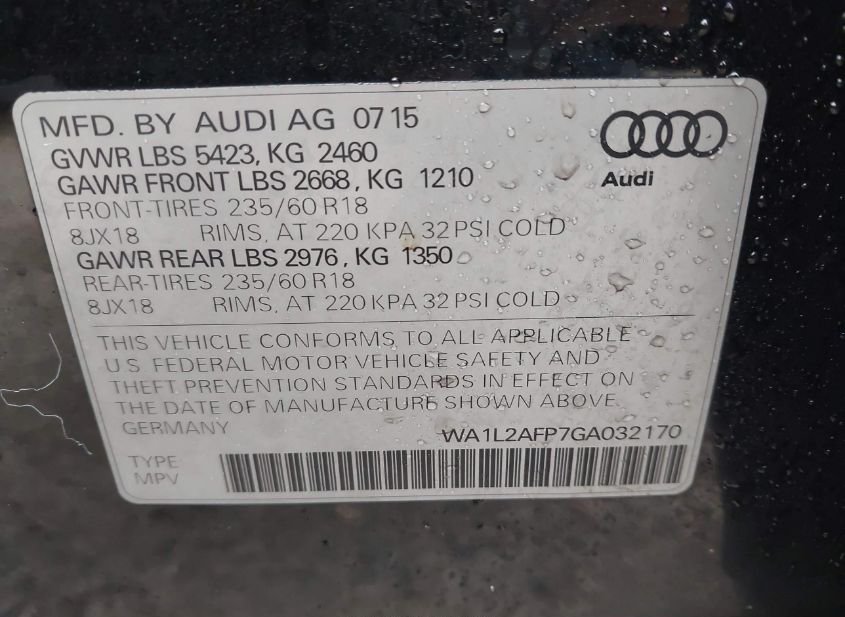 MFD. BY AUDI AG 07 15
GVWR LBS 5423, KG 2460
GAWR FRONT LBS 2668, KG 1210
FRONT-TIRES 235/60 R18
8JX18 RIMS, AT 220 KPA 32 PSI COLD
GAWR REAR LBS 2976, KG 1350
REAR-TIRES 235/60 R18
8JX18 RIMS, AT 220 KPA 32 PSI COLD
Audi
THIS VEHICLE CONFORMS TO ALL APPLICABLE
U.S. FEDERAL MOTOR VEHICLE SAFETY AND
THEFT PREVENTION STANDARDS IN EFFECT ON
THE DATE OF MANUFACTURE SHOWN ABOVE.
GERMANY
WA1L2AFP7GA032170
TYPE
MPV